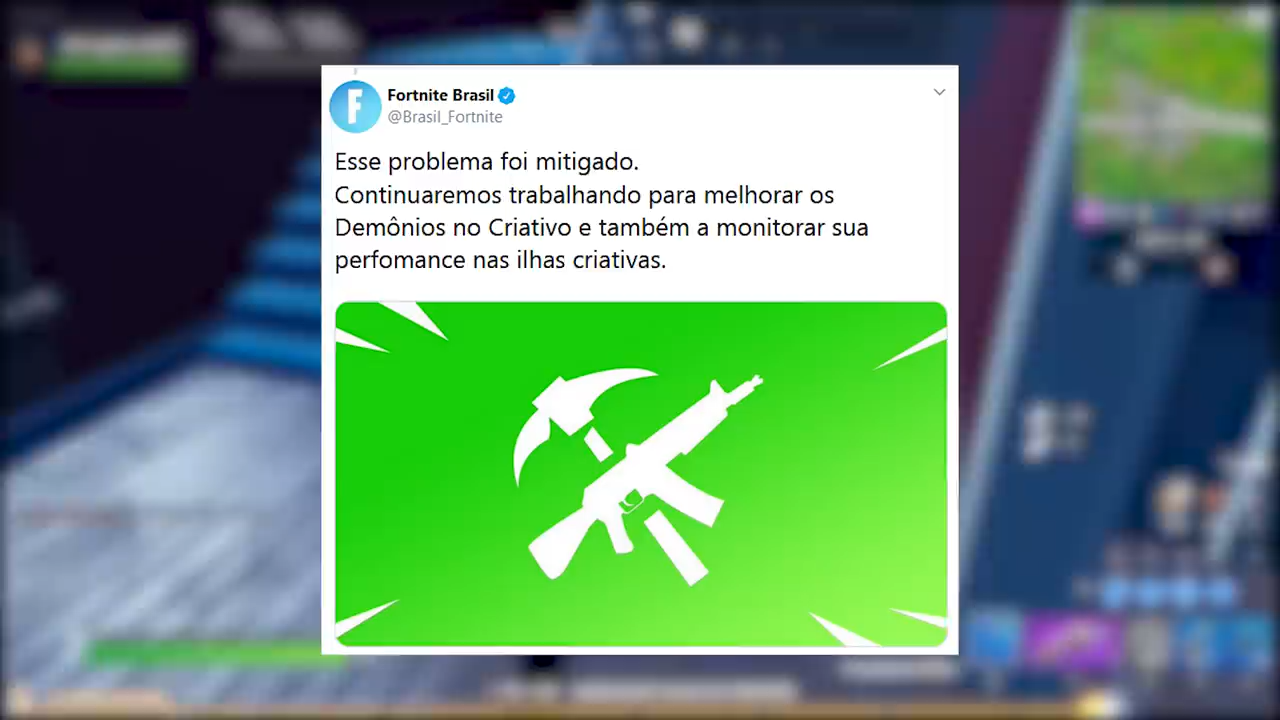 Fortnite Brasil
@Brasil_Fortnite
Esse problema foi mitigado.
Continuaremos trabalhando para melhorar os
Demônios no Criativo e também a monitorar sua
perfomance nas ilhas criativas.